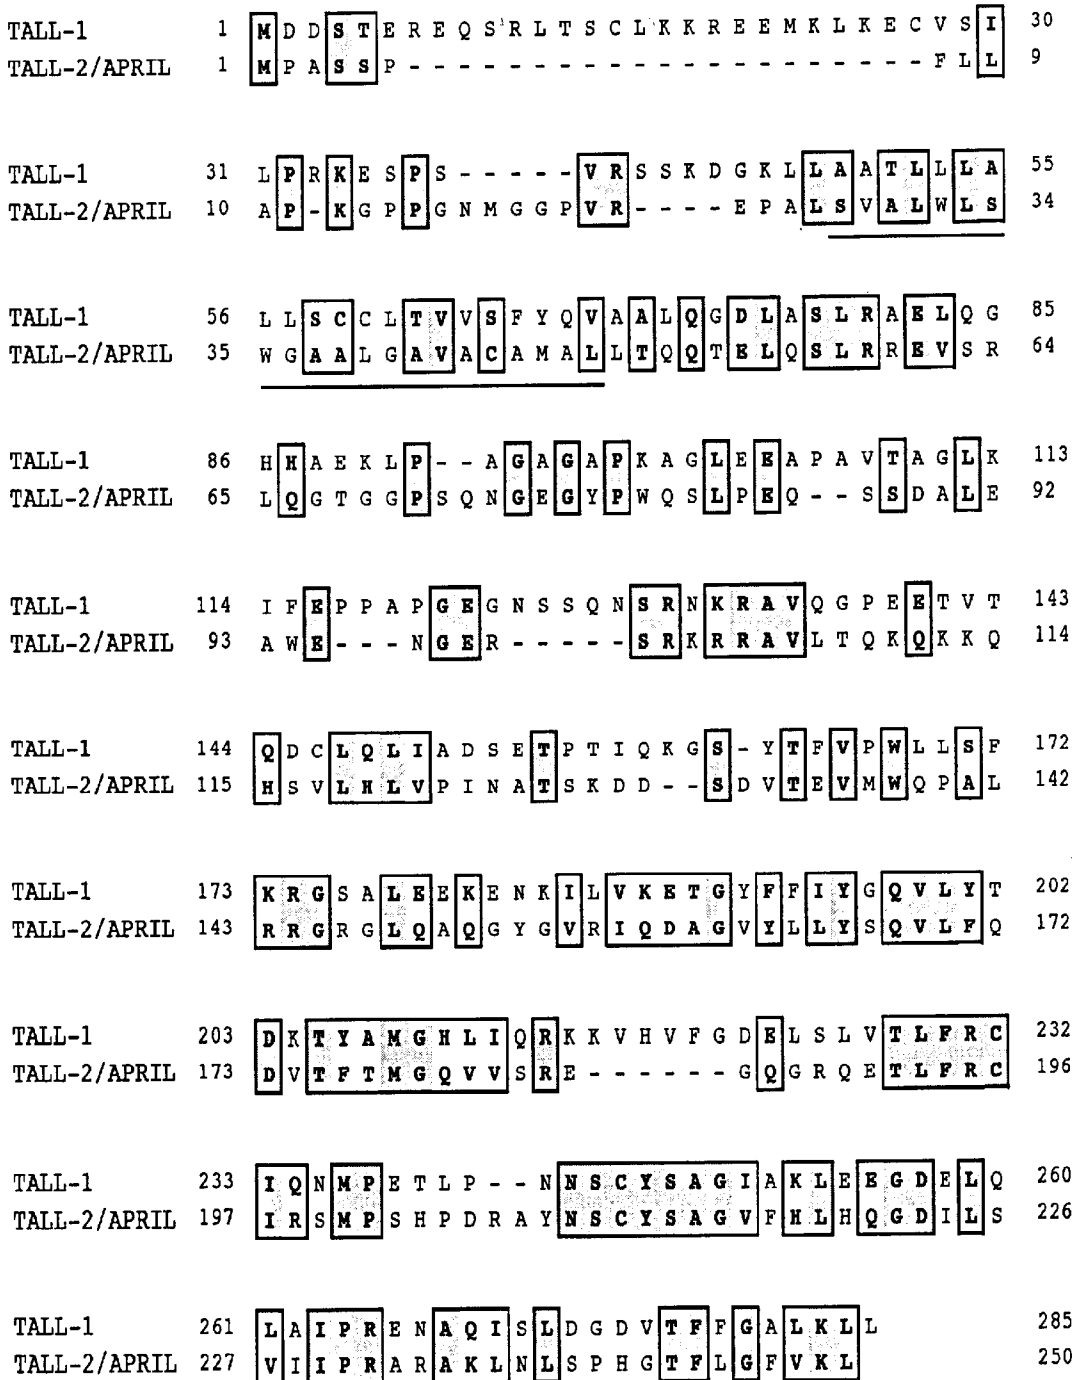 TALL-1 1 M D D S T E R E Q S R L T S C L K K R E E M K L K E C V S I 30
TALL-2/APRIL 1 M P A S S P - - - - - - - - - - - - - - - - - - - - - F L L 9
TALL-1 31 L P R K E S P S - - - - - V R S S K D G K L L A A T L L L A 55
TALL-2/APRIL 10 A P - K G P P G N M G G P V R - - - - E P A L S V A L W L S 34
TALL-1 56 L L S C C L T V V S F Y Q V A A L Q G D L A S L R A E L Q G 85
TALL-2/APRIL 35 W G A A L G A V A C A M A L L T Q Q T E L Q S L R R E V S R 64
TALL-1 86 H H A E K L P - - A G A G A P K A G L E E A P A V T A G L K 113
TALL-2/APRIL 65 L Q G T G G P S Q N G E G Y P W Q S L P E Q - - S S D A L E 92
TALL-1 114 I F E P P A P G E G N S S Q N S R N K R A V Q G P E E T V T 143
TALL-2/APRIL 93 A W E - - - N G E R - - - - - S R K R R A V L T Q K Q K K Q 114
TALL-1 144 Q D C L Q L I A D S E T P T I Q K G S - Y T F V P W L L S F 172
TALL-2/APRIL 115 H S V L H L V P I N A T S K D D - - S D V T E V M W Q P A L 142
TALL-1 173 K R G S A L E E K E N K I L V K E T G Y F F I Y G Q V L Y T 202
TALL-2/APRIL 143 R R G R G L Q A Q G Y G V R I Q D A G V Y L L Y S Q V L F Q 172
TALL-1 203 D K T Y A M G H L I Q R K K V H V F G D E L S L V T L F R C 232
TALL-2/APRIL 173 D V T F T M G Q V V S R E - - - - - - G Q G R Q E T L F R C 196
TALL-1 233 I Q N M P E T L P - - N N S C Y S A G I A K L E E G D E L Q 260
TALL-2/APRIL 197 I R S M P S H P D R A Y N S C Y S A G V F H L H Q G D I L S 226
TALL-1 261 L A I P R E N A Q I S L D G D V T F F G A L K L L 285
TALL-2/APRIL 227 V I I P R A R A K L N L S P H G T F L G F V K L 250